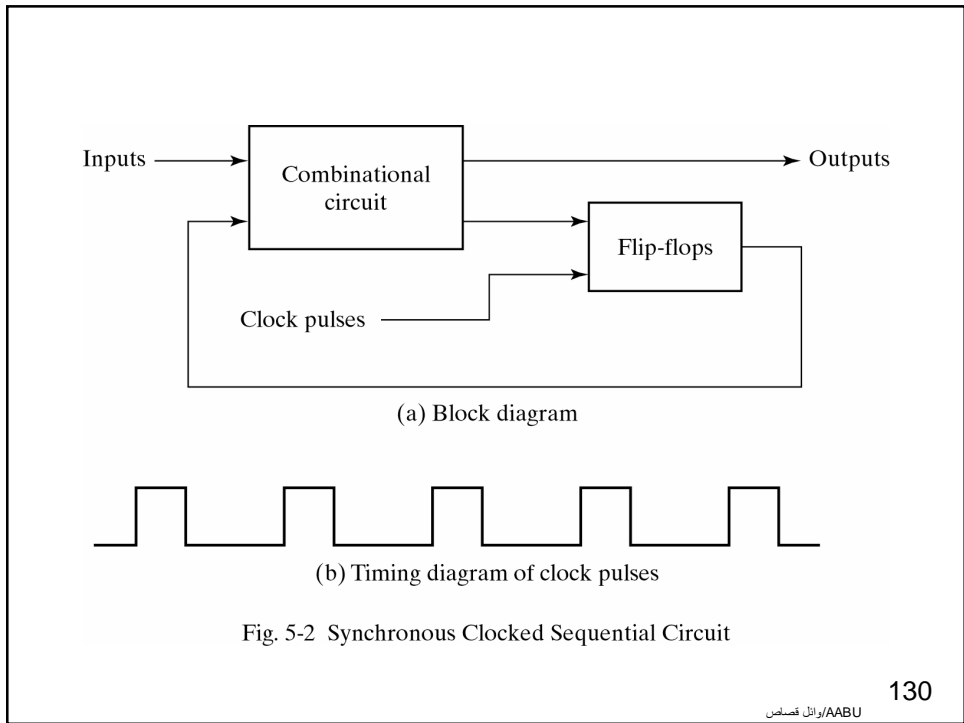 Inputs
Combinational
circuit
Outputs
Flip-flops
Clock pulses
(a) Block diagram
(b) Timing diagram of clock pulses
Fig. 5-2 Synchronous Clocked Sequential Circuit
130
وائل قصاص/AABU